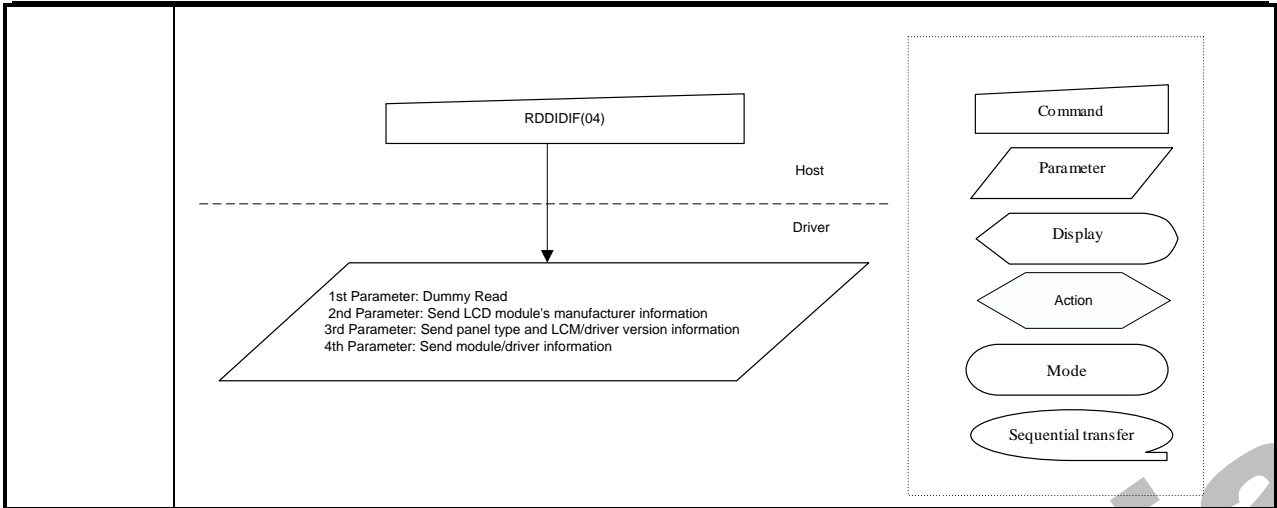 RDDIDIF(04)
Host
Driver
1st Parameter: Dummy Read
2nd Parameter: Send LCD module's manufacturer information
3rd Parameter: Send panel type and LCM/driver version information
4th Parameter: Send module/driver information
Command
Parameter
Display
Action
Mode
Sequential transfer